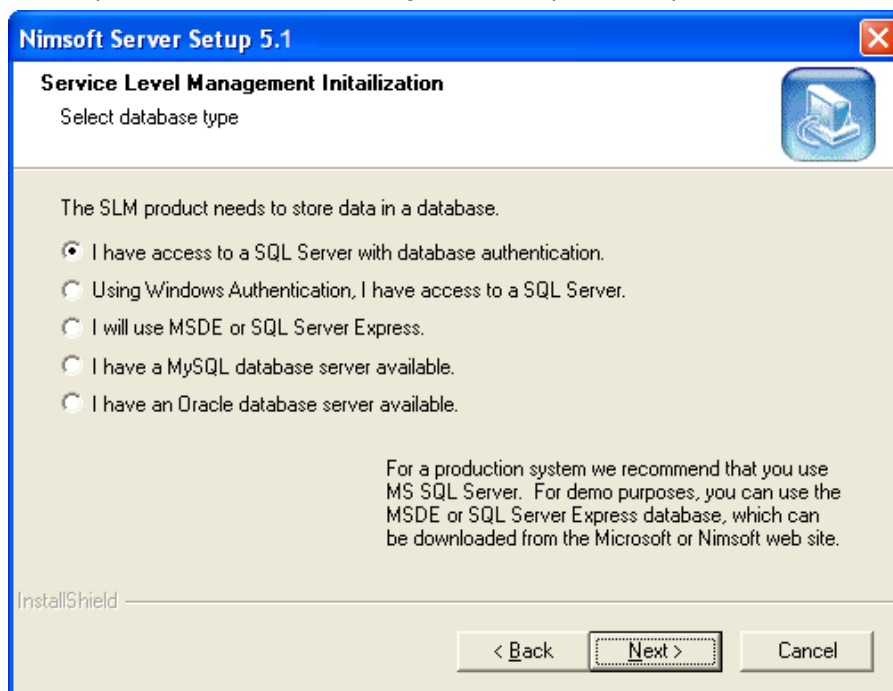 Nimsoft Server Setup 5.1
Service Level Management Initailization
Select database type
The SLM product needs to store data in a database.
I have access to a SQL Server with database authentication.
Using Windows Authentication, I have access to a SQL Server.
I will use MSDE or SQL Server Express.
I have a MySQL database server available.
I have an Oracle database server available.
For a production system we recommend that you use
MS SQL Server. For demo purposes, you can use the
MSDE or SQL Server Express database, which can
be downloaded from the Microsoft or Nimsoft web site.
InstallShield
< Back Next > Cancel